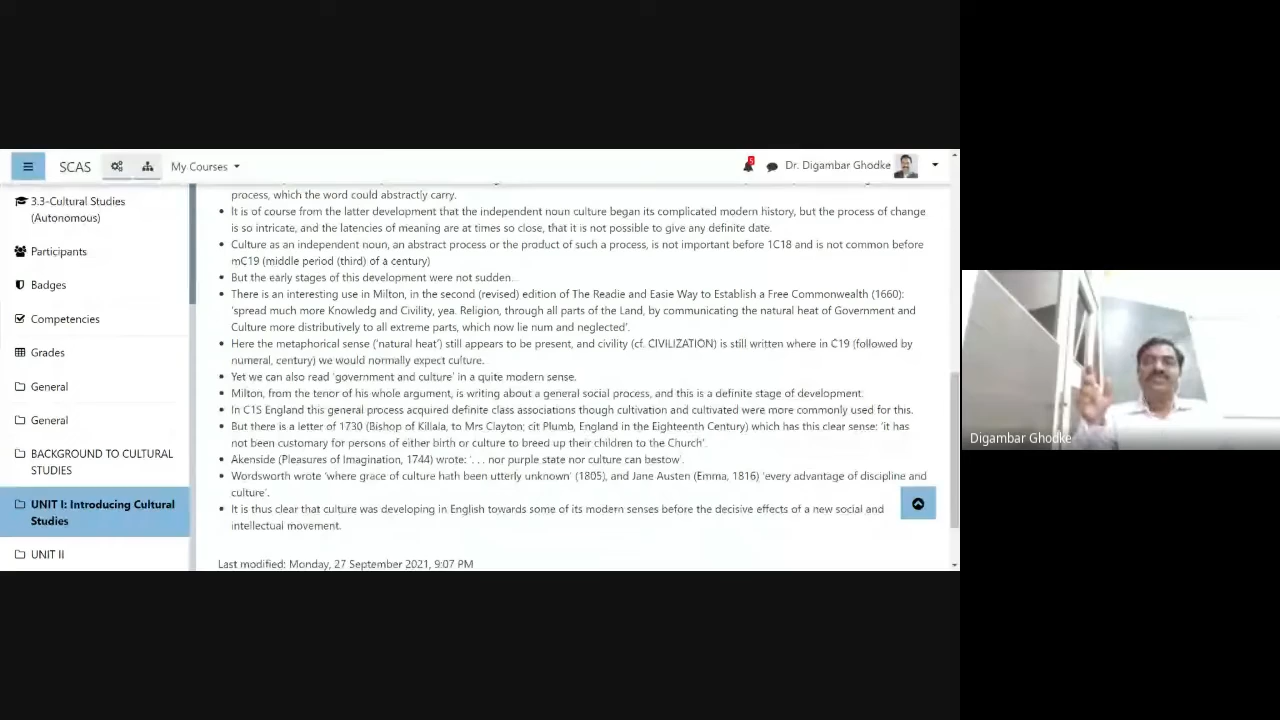 SCAS
My Courses
5
Dr. Digambar Ghodke
3.3-Cultural Studies
(Autonomous)
Participants
Badges
Competencies
Grades
General
General
BACKGROUND TO CULTURAL
STUDIES
UNIT I: Introducing Cultural
Studies
UNIT II
process, which the word could abstractly carry.
It is of course from the latter development that the independent noun culture began its complicated modern history, but the process of change
is so intricate, and the latencies of meaning are at times so close, that it is not possible to give any definite date.
Culture as an independent noun, an abstract process or the product of such a process, is not important before 1C18 and is not common before
mC19 (middle period (third) of a century)
But the early stages of this development were not sudden..
There is an interesting use in Milton, in the second (revised) edition of The Readie and Easie Way to Establish a Free Commonwealth (1660):
'spread much more Knowledg and Civility, yea. Religion, through all parts of the Land, by communicating the natural heat of Government and
Culture more distributively to all extreme parts, which now lie num and neglected'.
Here the metaphorical sense ('natural heat') still appears to be present, and civility (cf. CIVILIZATION) is still written where in C19 (followed by
numeral, century) we would normally expect culture.
Yet we can also read 'government and culture' in a quite modern sense.
Milton, from the tenor of his whole argument, is writing about a general social process, and this is a definite stage of development.
In C1S England this general process acquired definite class associations though cultivation and cultivated were more commonly used for this.
But there is a letter of 1730 (Bishop of Killala, to Mrs Clayton; cit Plumb, England in the Eighteenth Century) which has this clear sense: 'it has
not been customary for persons of either birth or culture to breed up their children to the Church'.
Akenside (Pleasures of Imagination, 1744) wrote: '. . . nor purple state nor culture can bestow'.
Wordsworth wrote 'where grace of culture hath been utterly unknown' (1805), and Jane Austen (Emma, 1816) 'every advantage of discipline and
culture'.
It is thus clear that culture was developing in English towards some of its modern senses before the decisive effects of a new social and
intellectual movement.
Last modified: Monday, 27 September 2021, 9:07 PM
Digambar Ghodke